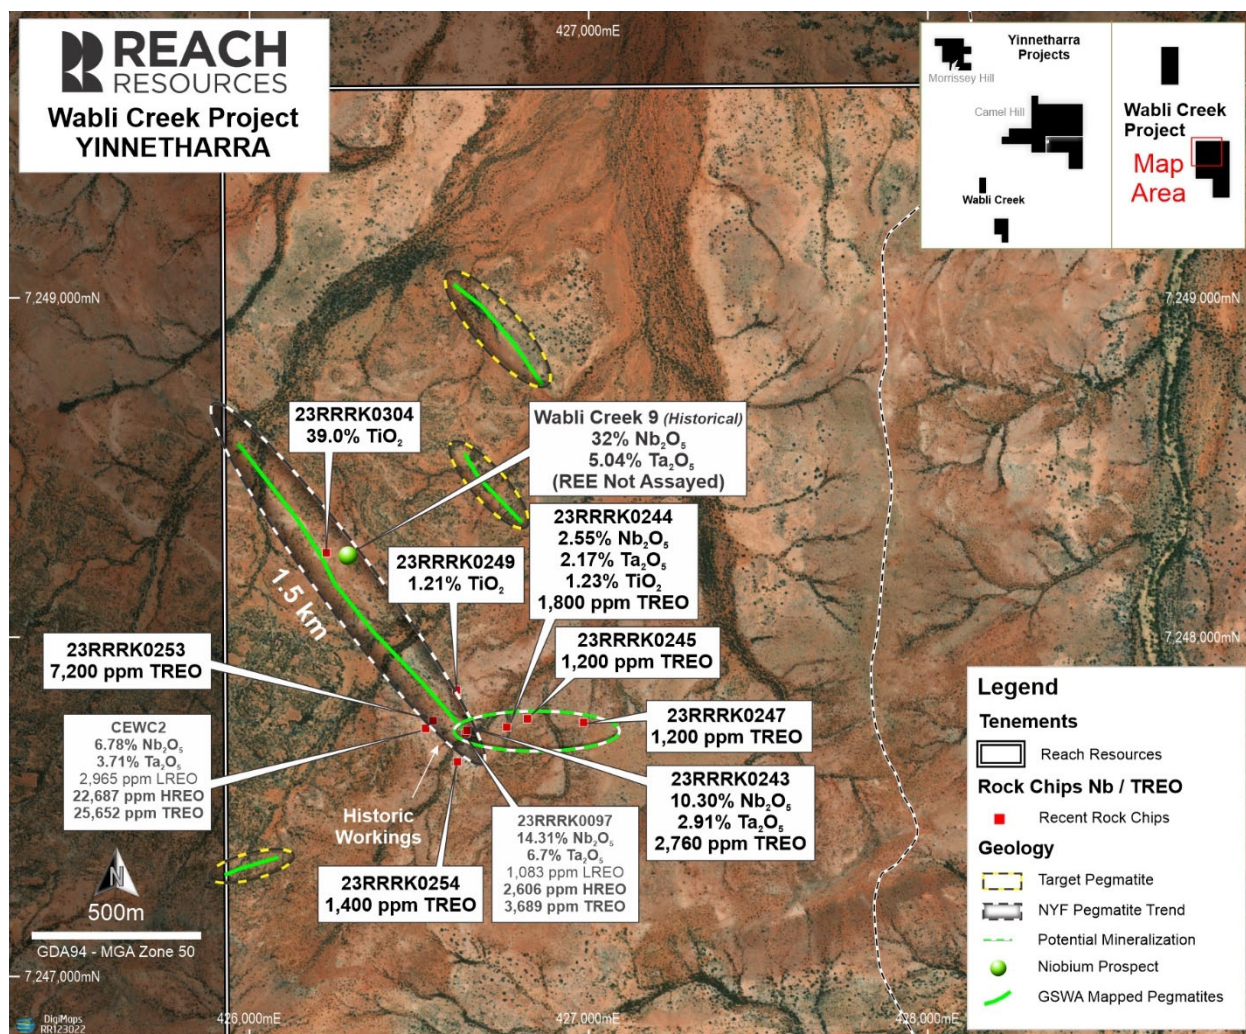 REACH
RESOURCES
Wabli Creek Project
YINNETHARRA
427,000mE
Yinnetharra
Projects
Morrissey Hill
Camel Hill
Wabli Creek
Wabli Creek
Project
Map
Area
7,249,000mN
7,249,000mN
23RRRK0304
39.0% TiO₂
Wabli Creek 9 (Historical)
32% Nb₂O₅
5.04% Ta₂O₅
(REE Not Assayed)
23RRRK0249
1.21% TiO₂
23RRRK0244
2.55% Nb₂O₅
2.17% Ta₂O₅
1.23% TiO₂
1,800 ppm TREO
1.5 km
23RRRK0245
1,200 ppm TREO
7,248,000mN
23RRRK0253
7,200 ppm TREO
23RRRK0247
1,200 ppm TREO
CEWC2
6.78% Nb₂O₅
3.71% Ta₂O₅
2,965 ppm LREO
22,687 ppm HREO
25,652 ppm TREO
Historic
Workings
23RRRK0243
10.30% Nb₂O₅
2.91% Ta₂O₅
2,760 ppm TREO
23RRRK0097
14.31% Nb₂O₅
6.7% Ta₂O₅
1,083 ppm LREO
2,606 ppm HREO
3,689 ppm TREO
23RRRK0254
1,400 ppm TREO
N
500m
GDA94 - MGA Zone 50
7,247,000mN
DigiMaps
RR123022
426,000mE
427,000mE
428,000mE
Legend
Tenements
Reach Resources
Rock Chips Nb / TREO
Recent Rock Chips
Geology
Target Pegmatite
NYF Pegmatite Trend
Potential Mineralization
Niobium Prospect
GSWA Mapped Pegmatites